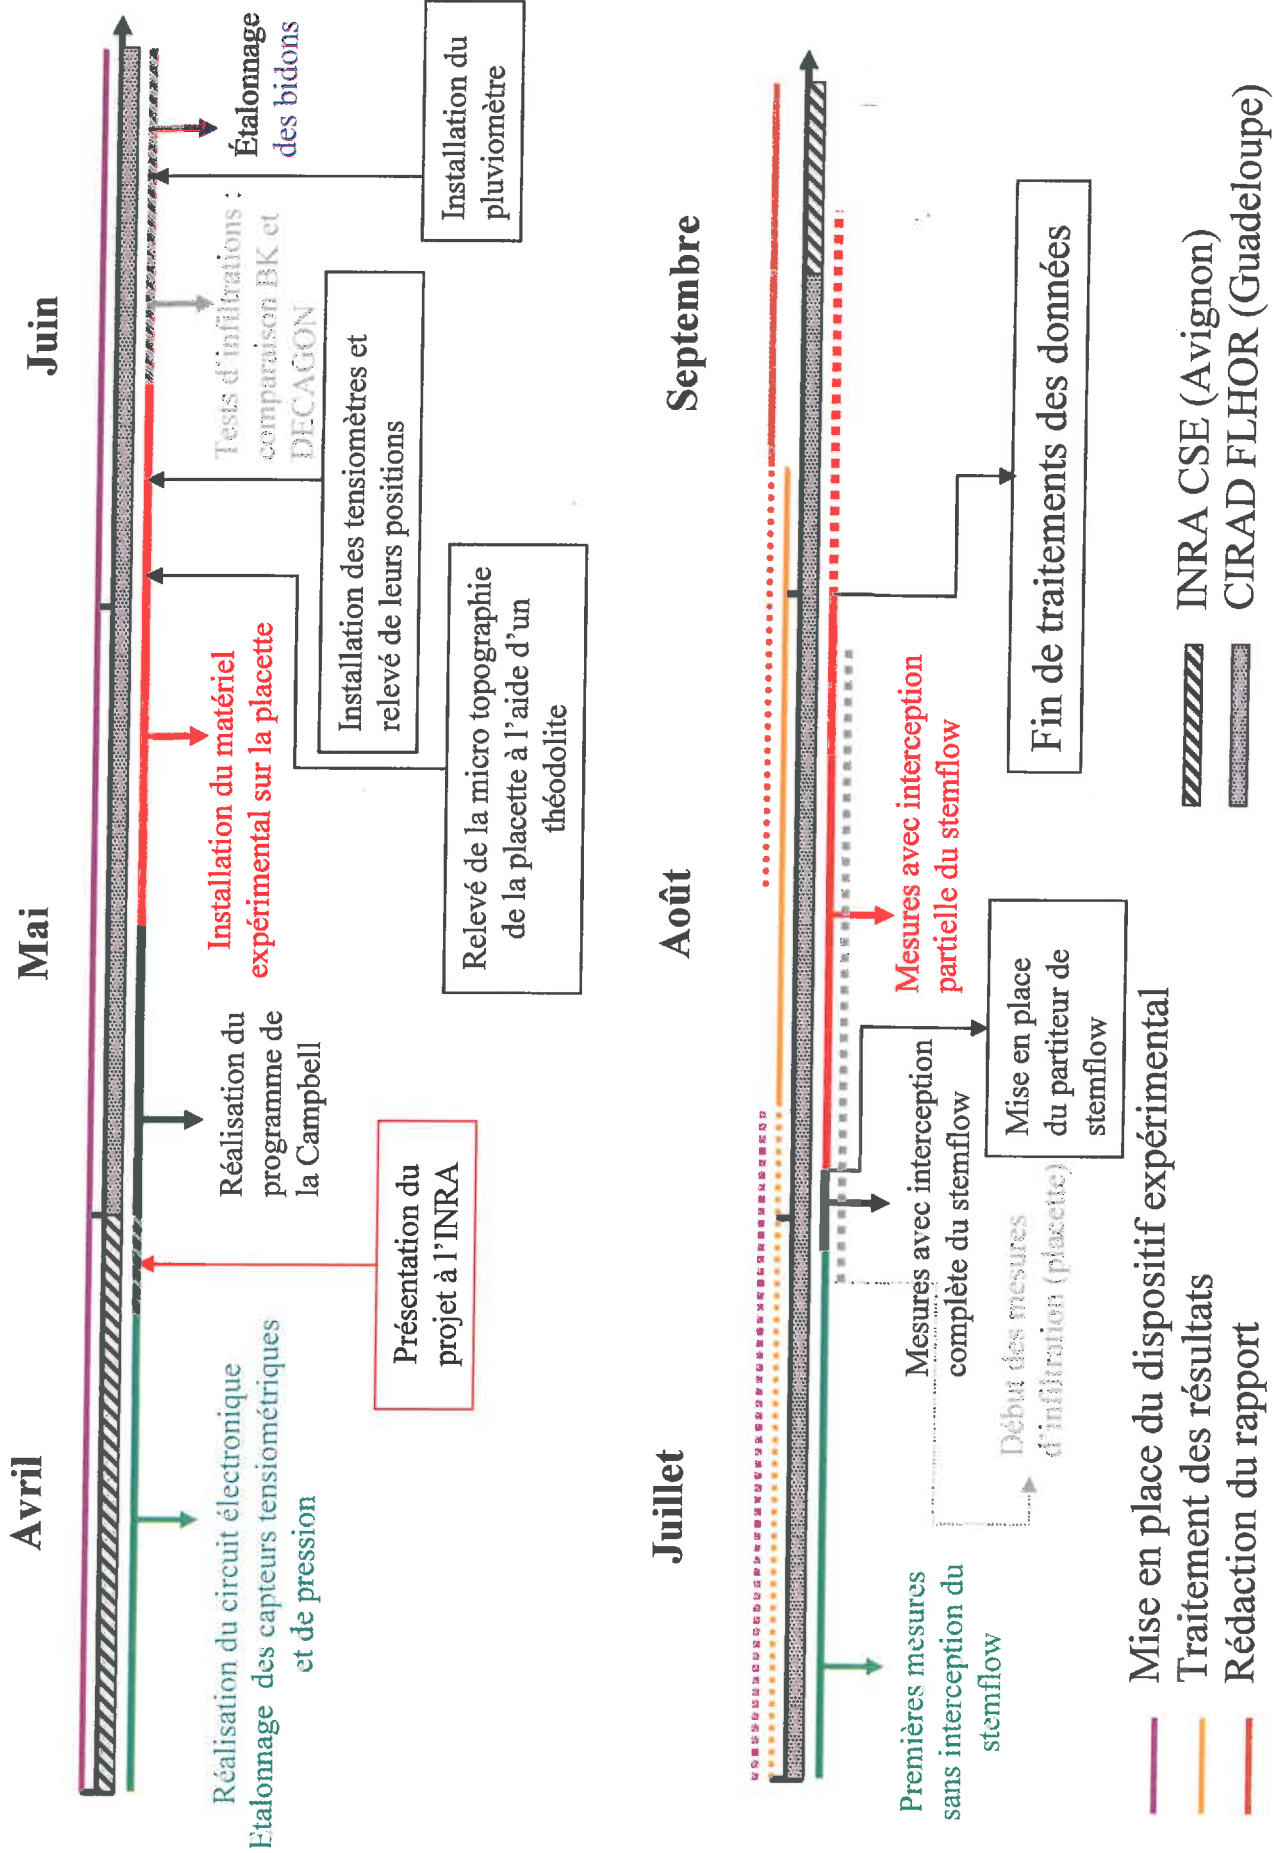 Avril
Mai
Juin
Réalisation du circuit électronique
Etalonnage des capteurs tensiométriques
et de pression
Présentation du
projet à l'INRA
Réalisation du
programme de
la Campbell
Installation du matériel
expérimental sur la placette
Relevé de la micro topographie
de la placette à l'aide d'un
théodolite
Installation des tensiomètres et
relevé de leurs positions
Tests d'infiltrations :
comparaison BK et
DECAGON
Étalonnage
des bidons
Installation du
pluviomètre
Juillet
Août
Septembre
Premières mesures
sans interception du
stemflow
Début des mesures
d'infiltration (placette)
Mesures avec interception
complète du stemflow
Mise en place
du partiteur de
stemflow
Mesures avec interception
partielle du stemflow
Fin de traitements des données
Mise en place du dispositif expérimental
Traitement des résultats
Rédaction du rapport
INRA CSE (Avignon)
CIRAD FLHOR (Guadeloupe)